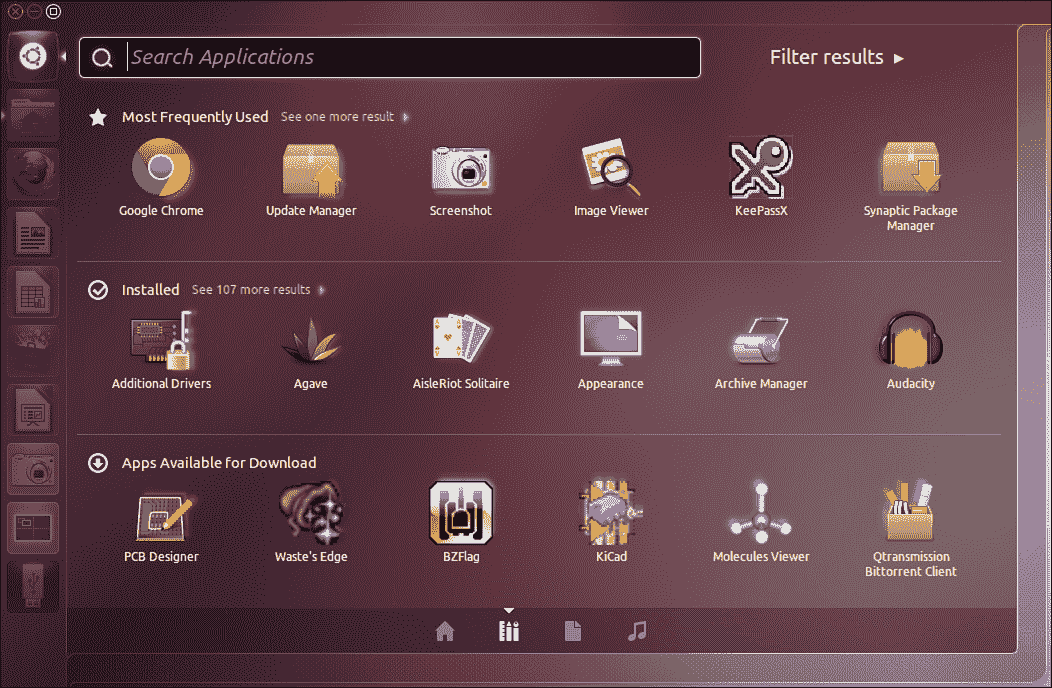 Search Applications
Filter results ▸
Most Frequently Used See one more result
Google Chrome
Update Manager
Screenshot
Image Viewer
KeePassX
Synaptic Package
Manager
Installed See 107 more results
Additional Drivers
Agave
AisleRiot Solitaire
Appearance
Archive Manager
Audacity
Apps Available for Download
PCB Designer
Waste's Edge
BZFlag
KiCad
Molecules Viewer
Qtransmission
Bittorrent Client